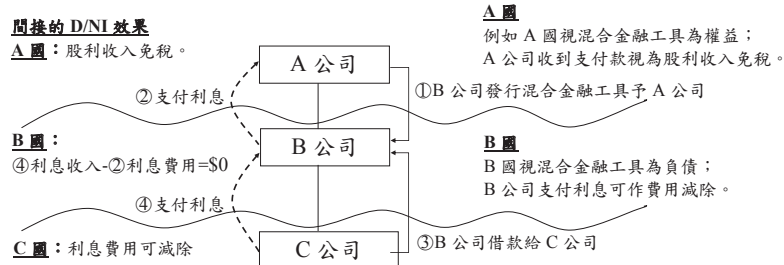 間接的 D/NI 效果
A 國：股利收入免稅。
A 國
例如 A 國視混合金融工具為權益；
A 公司收到支付款視為股利收入免稅。
A 公司
②支付利息
①B 公司發行混合金融工具予 A 公司
B 國：
④利息收入-②利息費用=$0
B 公司
B 國
B 國視混合金融工具為負債；
B 公司支付利息可作費用減除。
④支付利息
③B 公司借款給 C 公司
C 國：利息費用可減除
C 公司